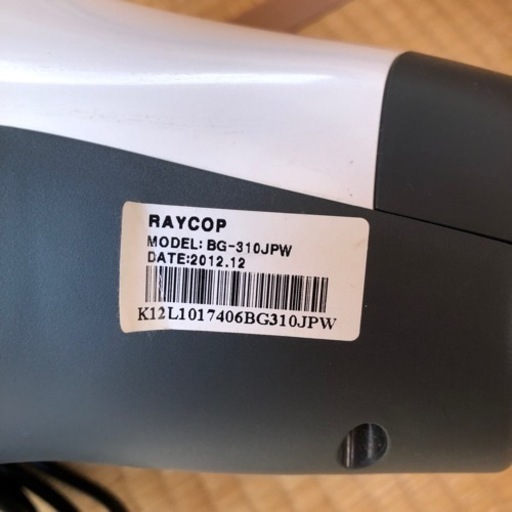 RAYCOP
MODEL: BG-310JPW
DATE:2012.12
K12L1017406BG310JPW